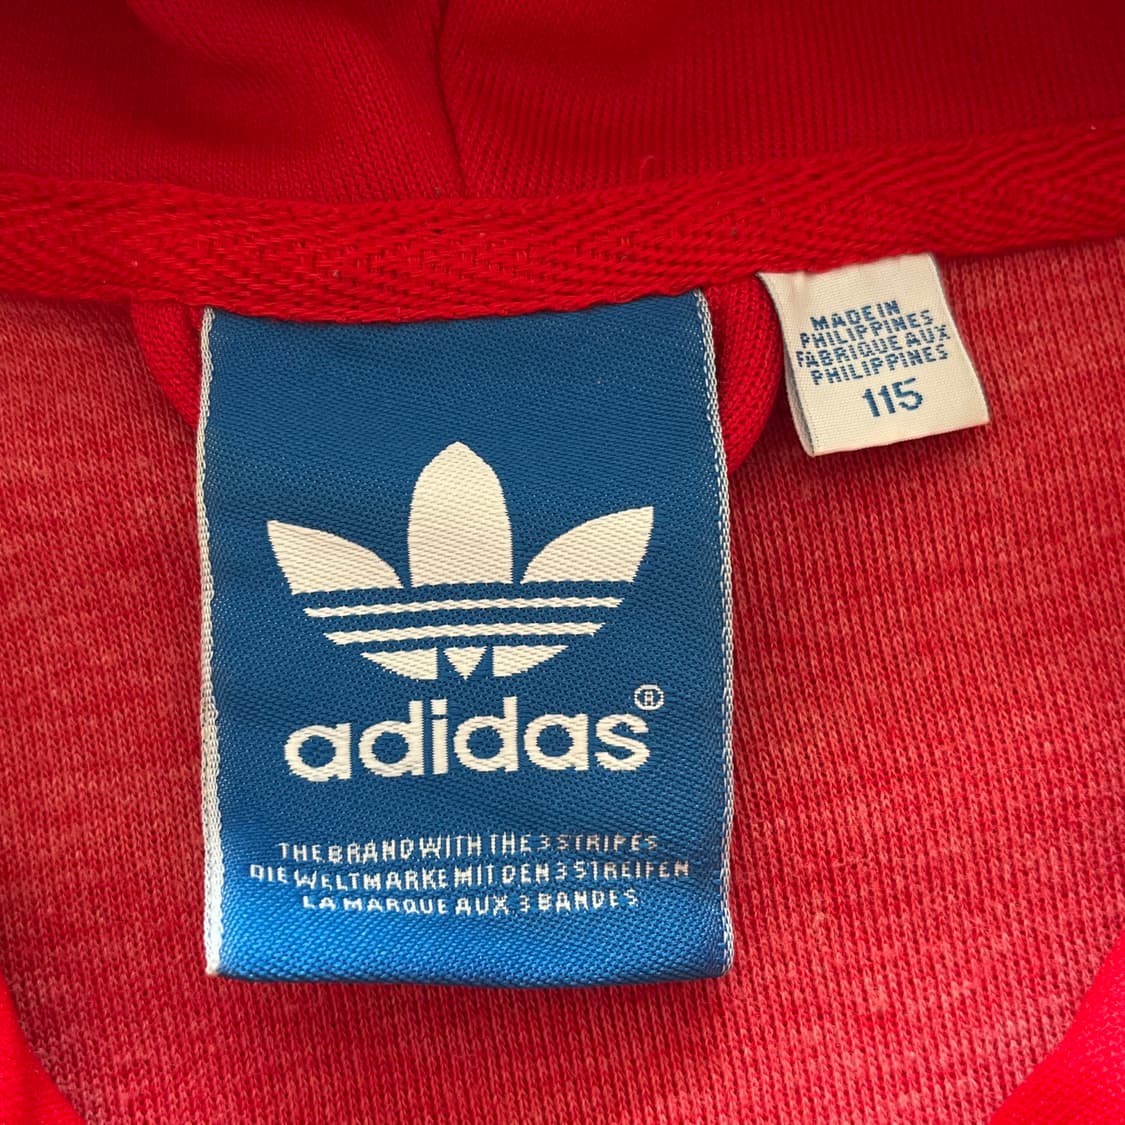 MADE IN
PHILIPPINES
FABRIQUE AUX
PHILIPPINES
115
adidas®
THE BRAND WITH THE 3 STRIPES
DIE WELTMARKE MIT DEN 3 STREIFEN
LA MARQUE AUX 3 BANDES